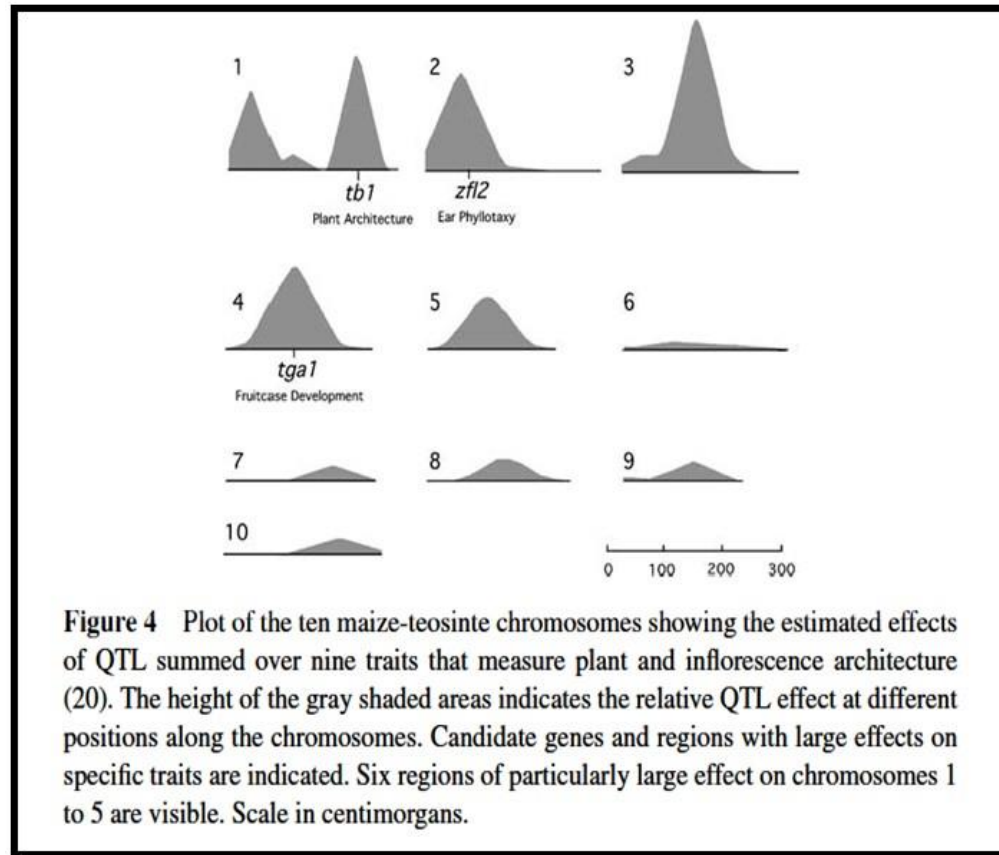 1
2
3
tb1
zfl2
Plant Architecture
Ear Phyllotaxy
4
5
6
tga1
Fruitcase Development
7
8
9
10
0 100 200 300
Figure 4 Plot of the ten maize-teosinte chromosomes showing the estimated effects
of QTL summed over nine traits that measure plant and inflorescence architecture
(20). The height of the gray shaded areas indicates the relative QTL effect at different
positions along the chromosomes. Candidate genes and regions with large effects on
specific traits are indicated. Six regions of particularly large effect on chromosomes 1
to 5 are visible. Scale in centimorgans.